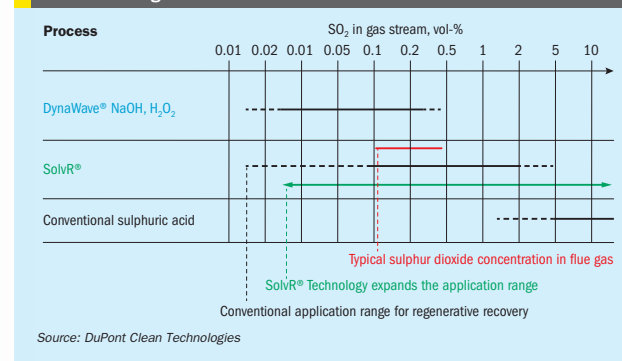 Process
SO₂ in gas stream, vol-%
0.01 0.02 0.01 0.05 0.1 0.2 0.5 1 2 5 10
DynaWave® NaOH, H₂O₂
SolvR®
Conventional sulphuric acid
Typical sulphur dioxide concentration in flue gas
SolvR® Technology expands the application range
Conventional application range for regenerative recovery
Source: DuPont Clean Technologies